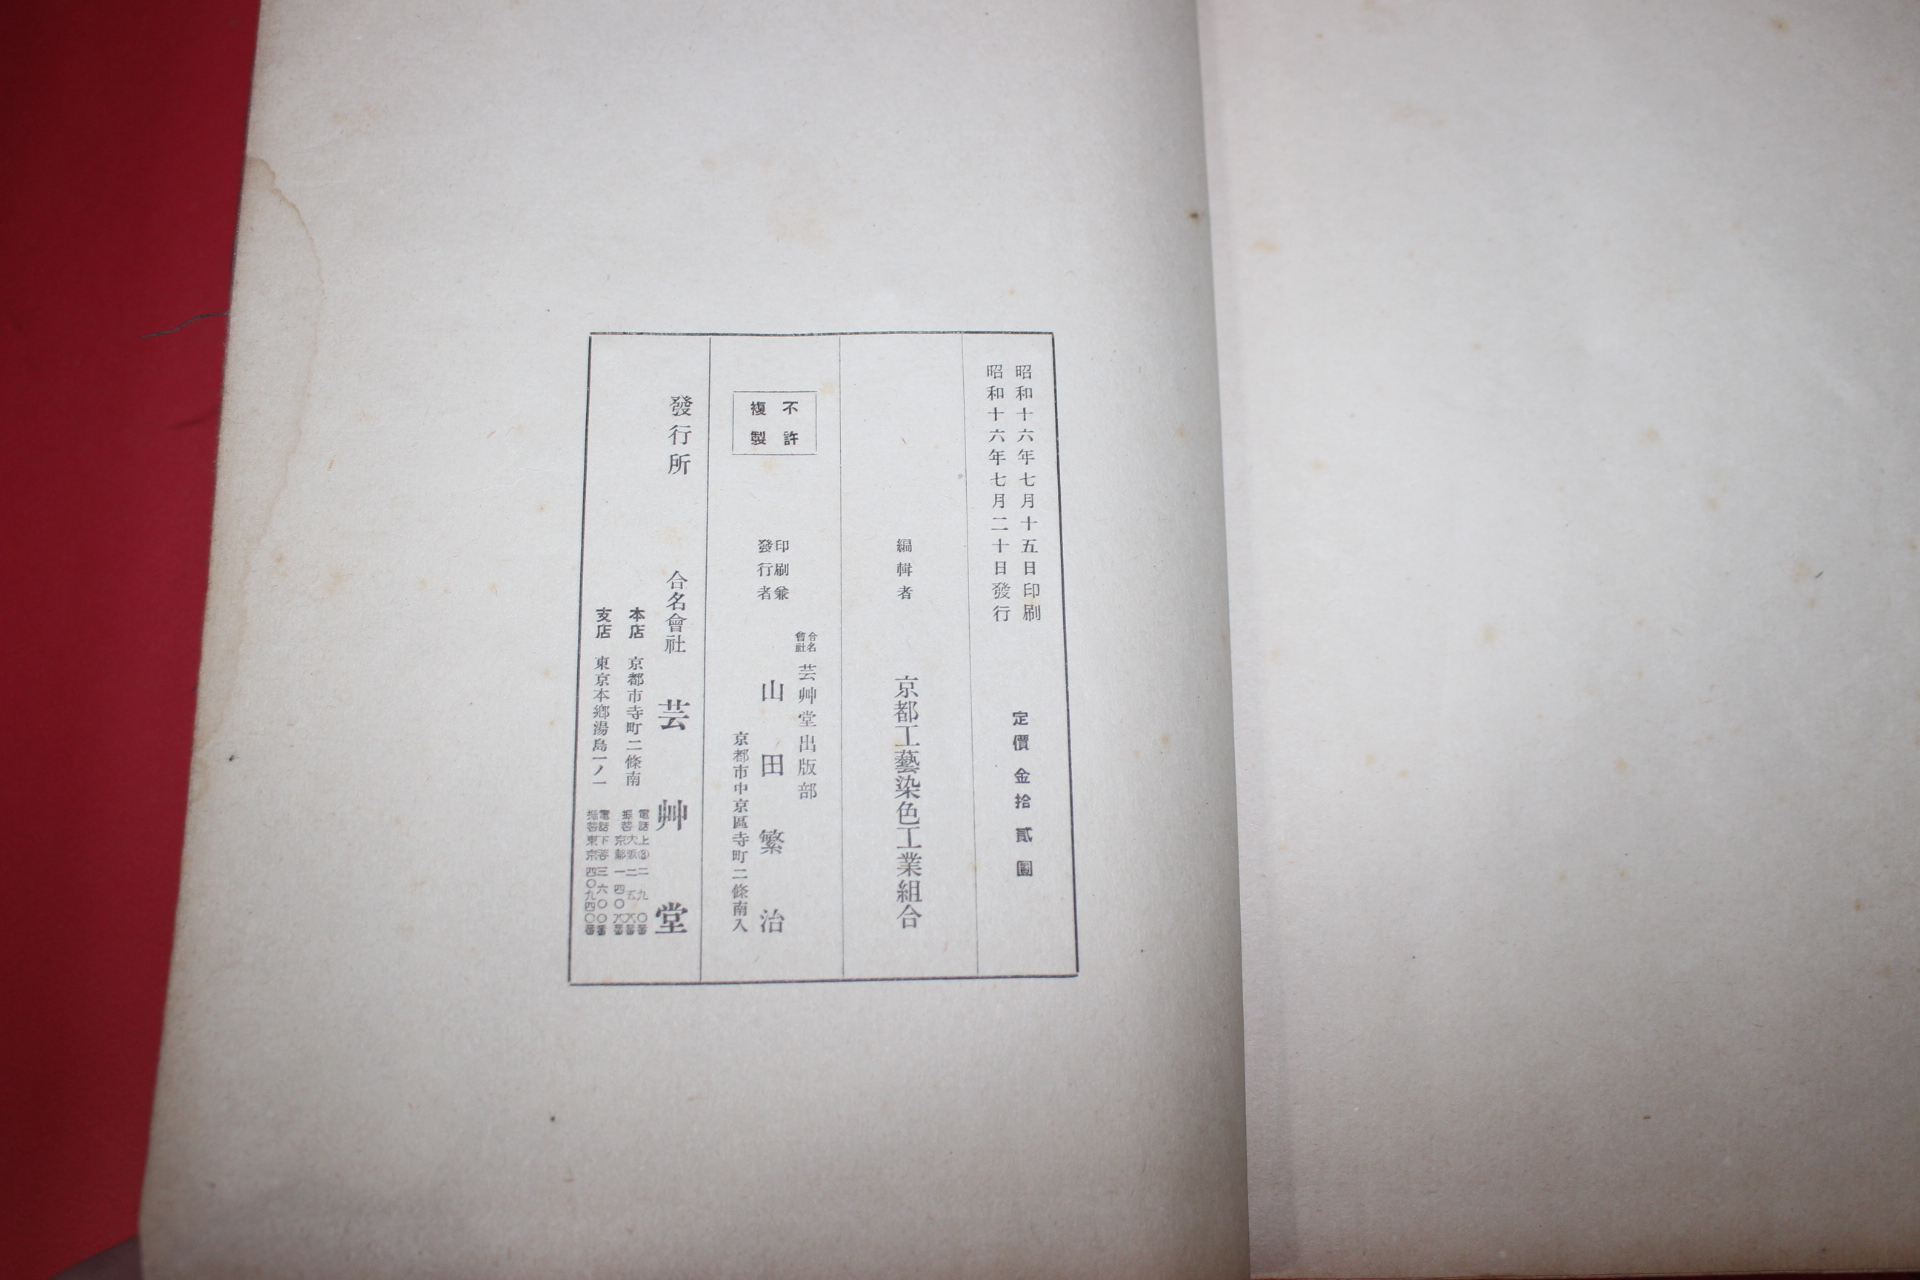 昭和十六年七月十五日印刷
昭和十六年七月二十日發行
定價金拾貳圓
編輯者 京都工藝染色工業組合
不許
複製
印刷兼
發行者
合名
會社
芸艸堂出版部
山田繁治
京都市中京區寺町二條南入
發行所 合名會社 芸艸堂
本店 京都市寺町二條南
支店 東京本鄕湯島一ノ一